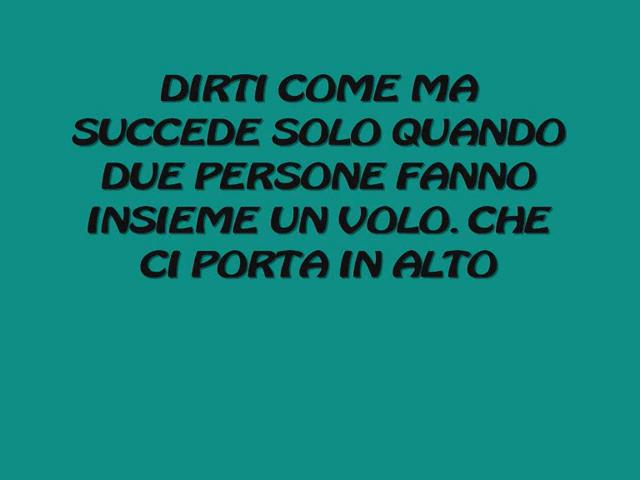 DIRTI COME MA
SUCCEDE SOLO QUANDO
DUE PERSONE FANNO
INSIEME UN VOLO. CHE
CI PORTA IN ALTO